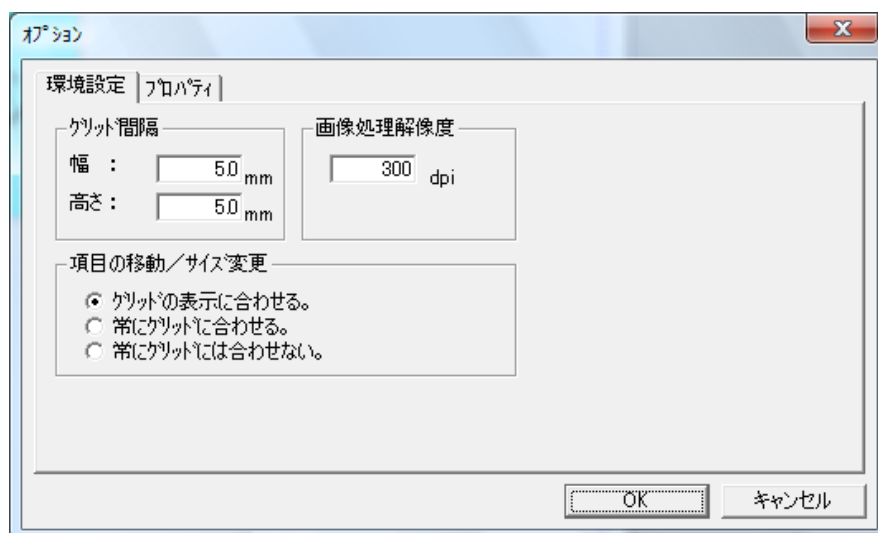 オプション
環境設定
プロパティ
グリッド間隔
幅 : 5.0 mm
高さ : 5.0 mm
画像処理解像度
300 dpi
項目の移動/サイズ変更
グリッドの表示に合わせる。
常にグリッドに合わせる。
常にグリッドには合わせない。
OK
キャンセル